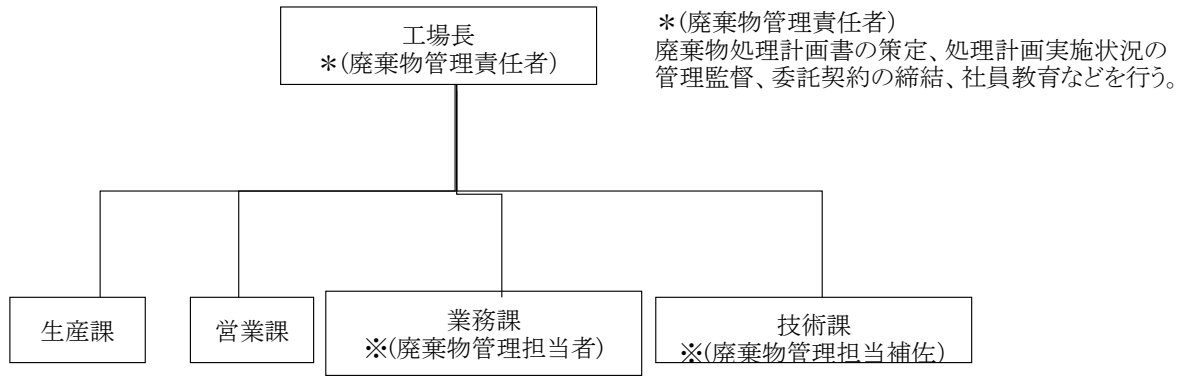 工場長
＊(廃棄物管理責任者)
＊(廃棄物管理責任者)
廃棄物処理計画書の策定、処理計画実施状況の
管理監督、委託契約の締結、社員教育などを行う。
生産課
営業課
業務課
※(廃棄物管理担当者)
技術課
※(廃棄物管理担当補佐)